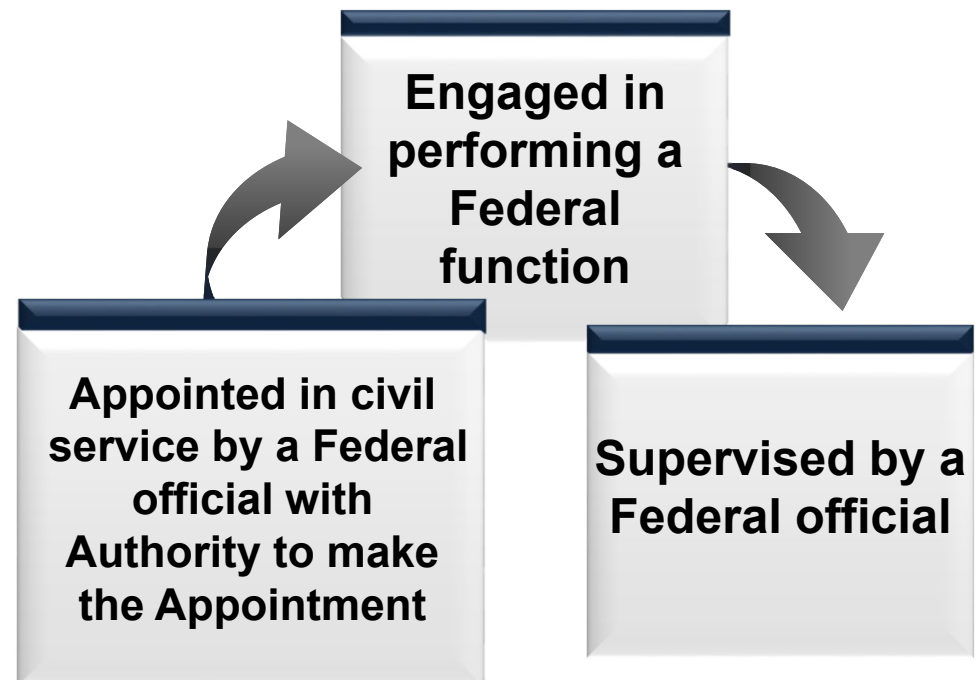 Engaged in
performing a
Federal
function
Appointed in civil
service by a Federal
official with
Authority to make
the Appointment
Supervised by a
Federal official